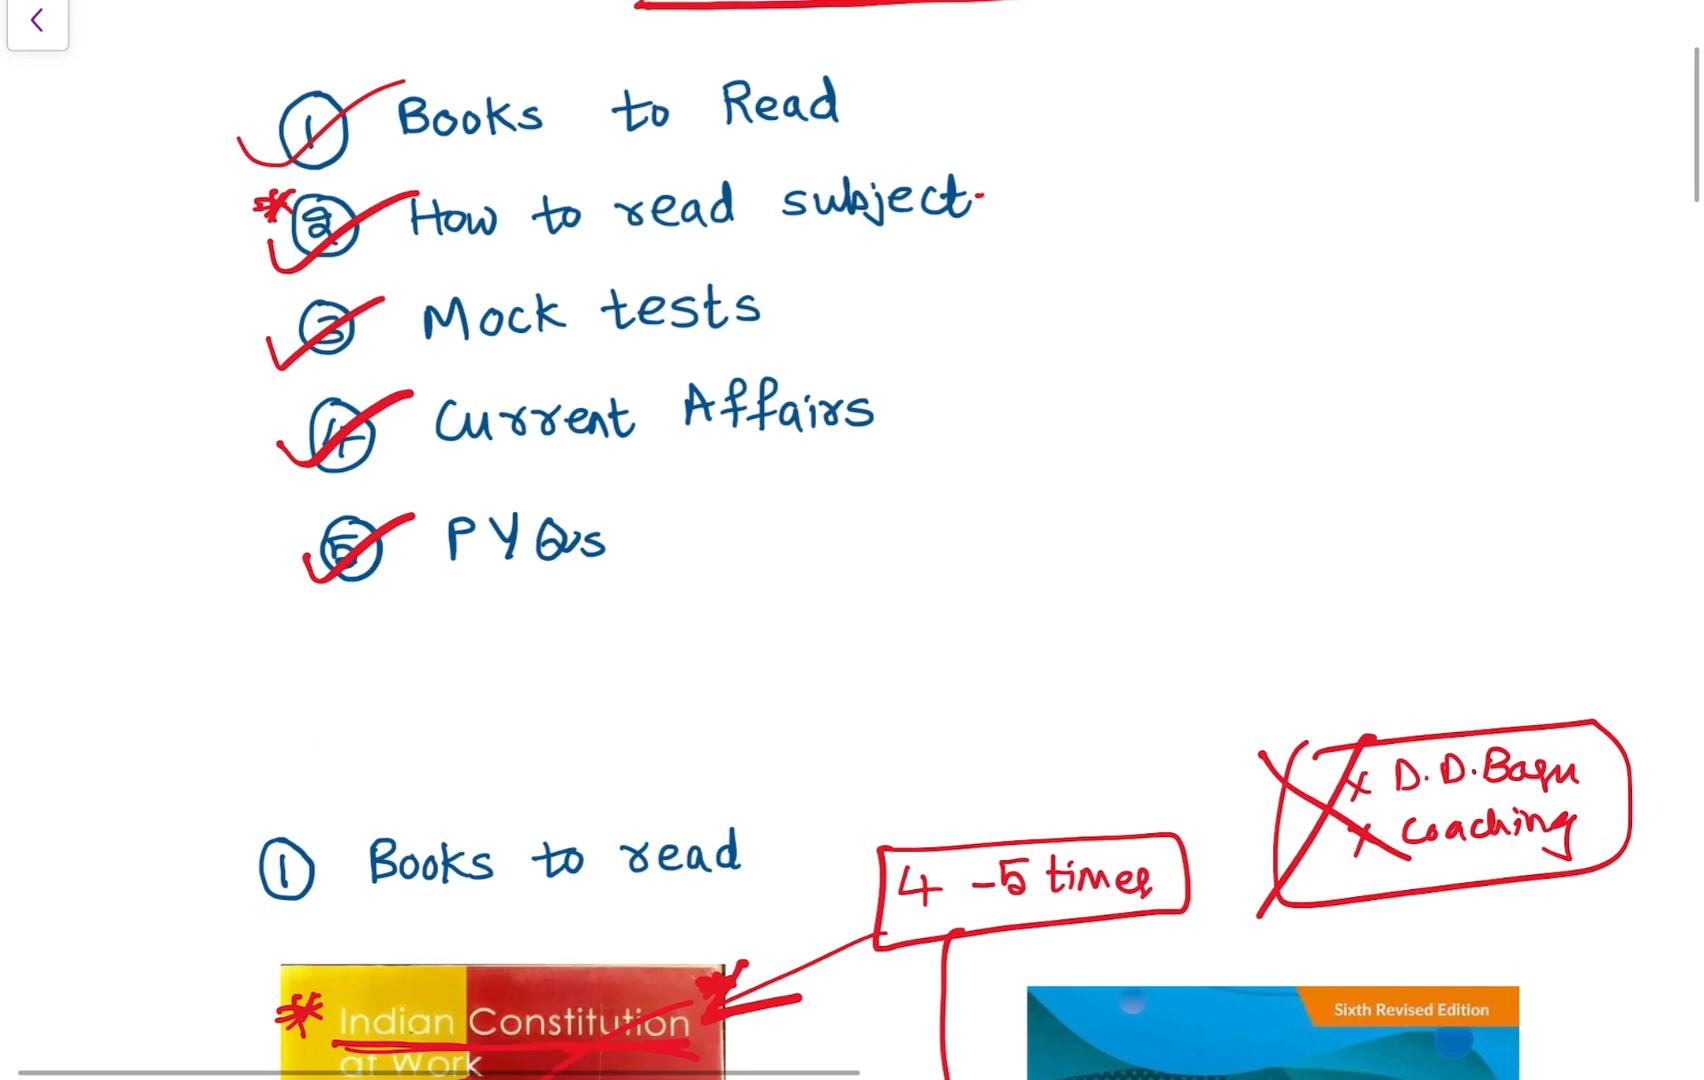 ① Books to Read
② How to read subject.
③ Mock tests
④ Current Affairs
⑤ PYQs
x D.D.Basu
x Coaching
① Books to read
4 - 5 times
Indian Constitution
at Work
Sixth Revised Edition